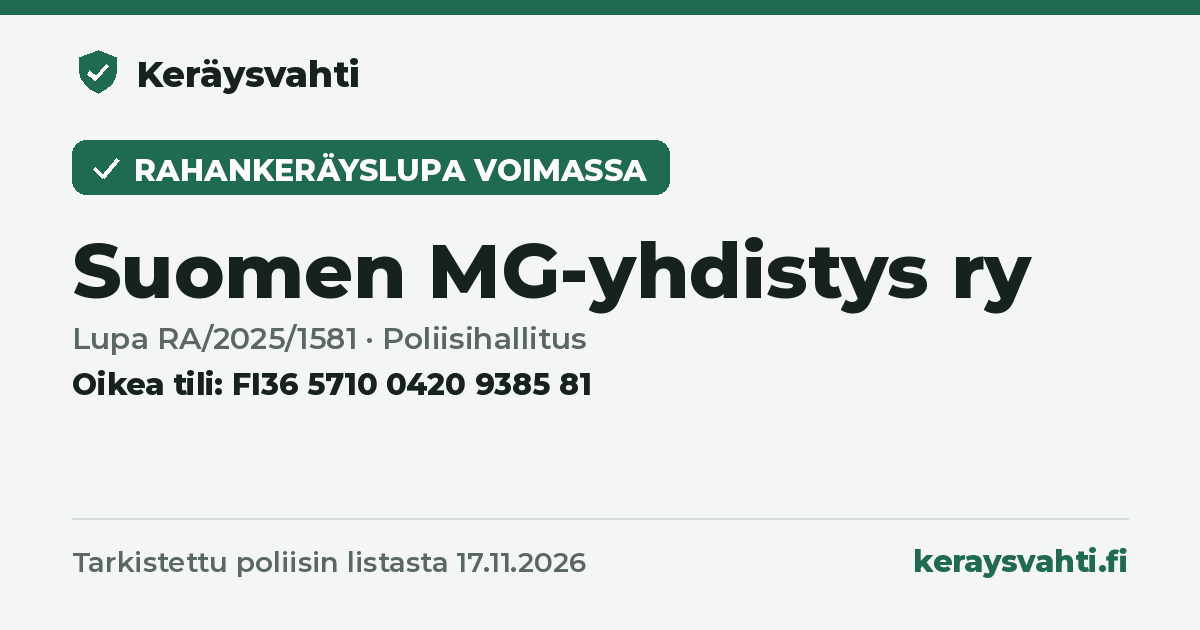 Keräysvahti
RAHANKERÄYSLUPA VOIMASSA
Suomen MG-yhdistys ry
Lupa RA/2025/1581 · Poliisihallitus
Oikea tili: FI36 5710 0420 9385 81
Tarkistettu poliisin listasta 17.11.2026
keraysvahti.fi